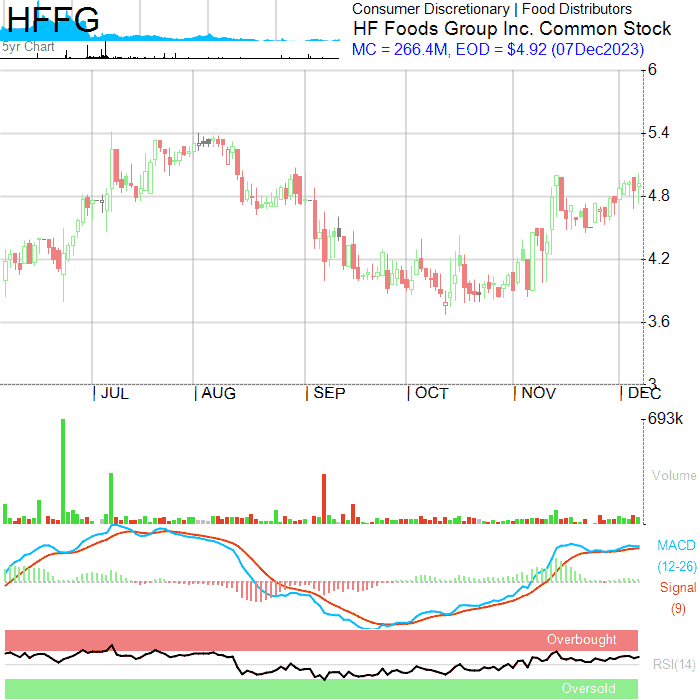 HFFG
5yr Chart
Consumer Discretionary | Food Distributors
HF Foods Group Inc. Common Stock
MC = 266.4M, EOD = $4.92 (07Dec2023)
6
5.4
4.8
4.2
3.6
3
JUL AUG SEP OCT NOV DEC
693k
Volume
MACD
(12-26)
Signal
(9)
Overbought
RSI(14)
Oversold